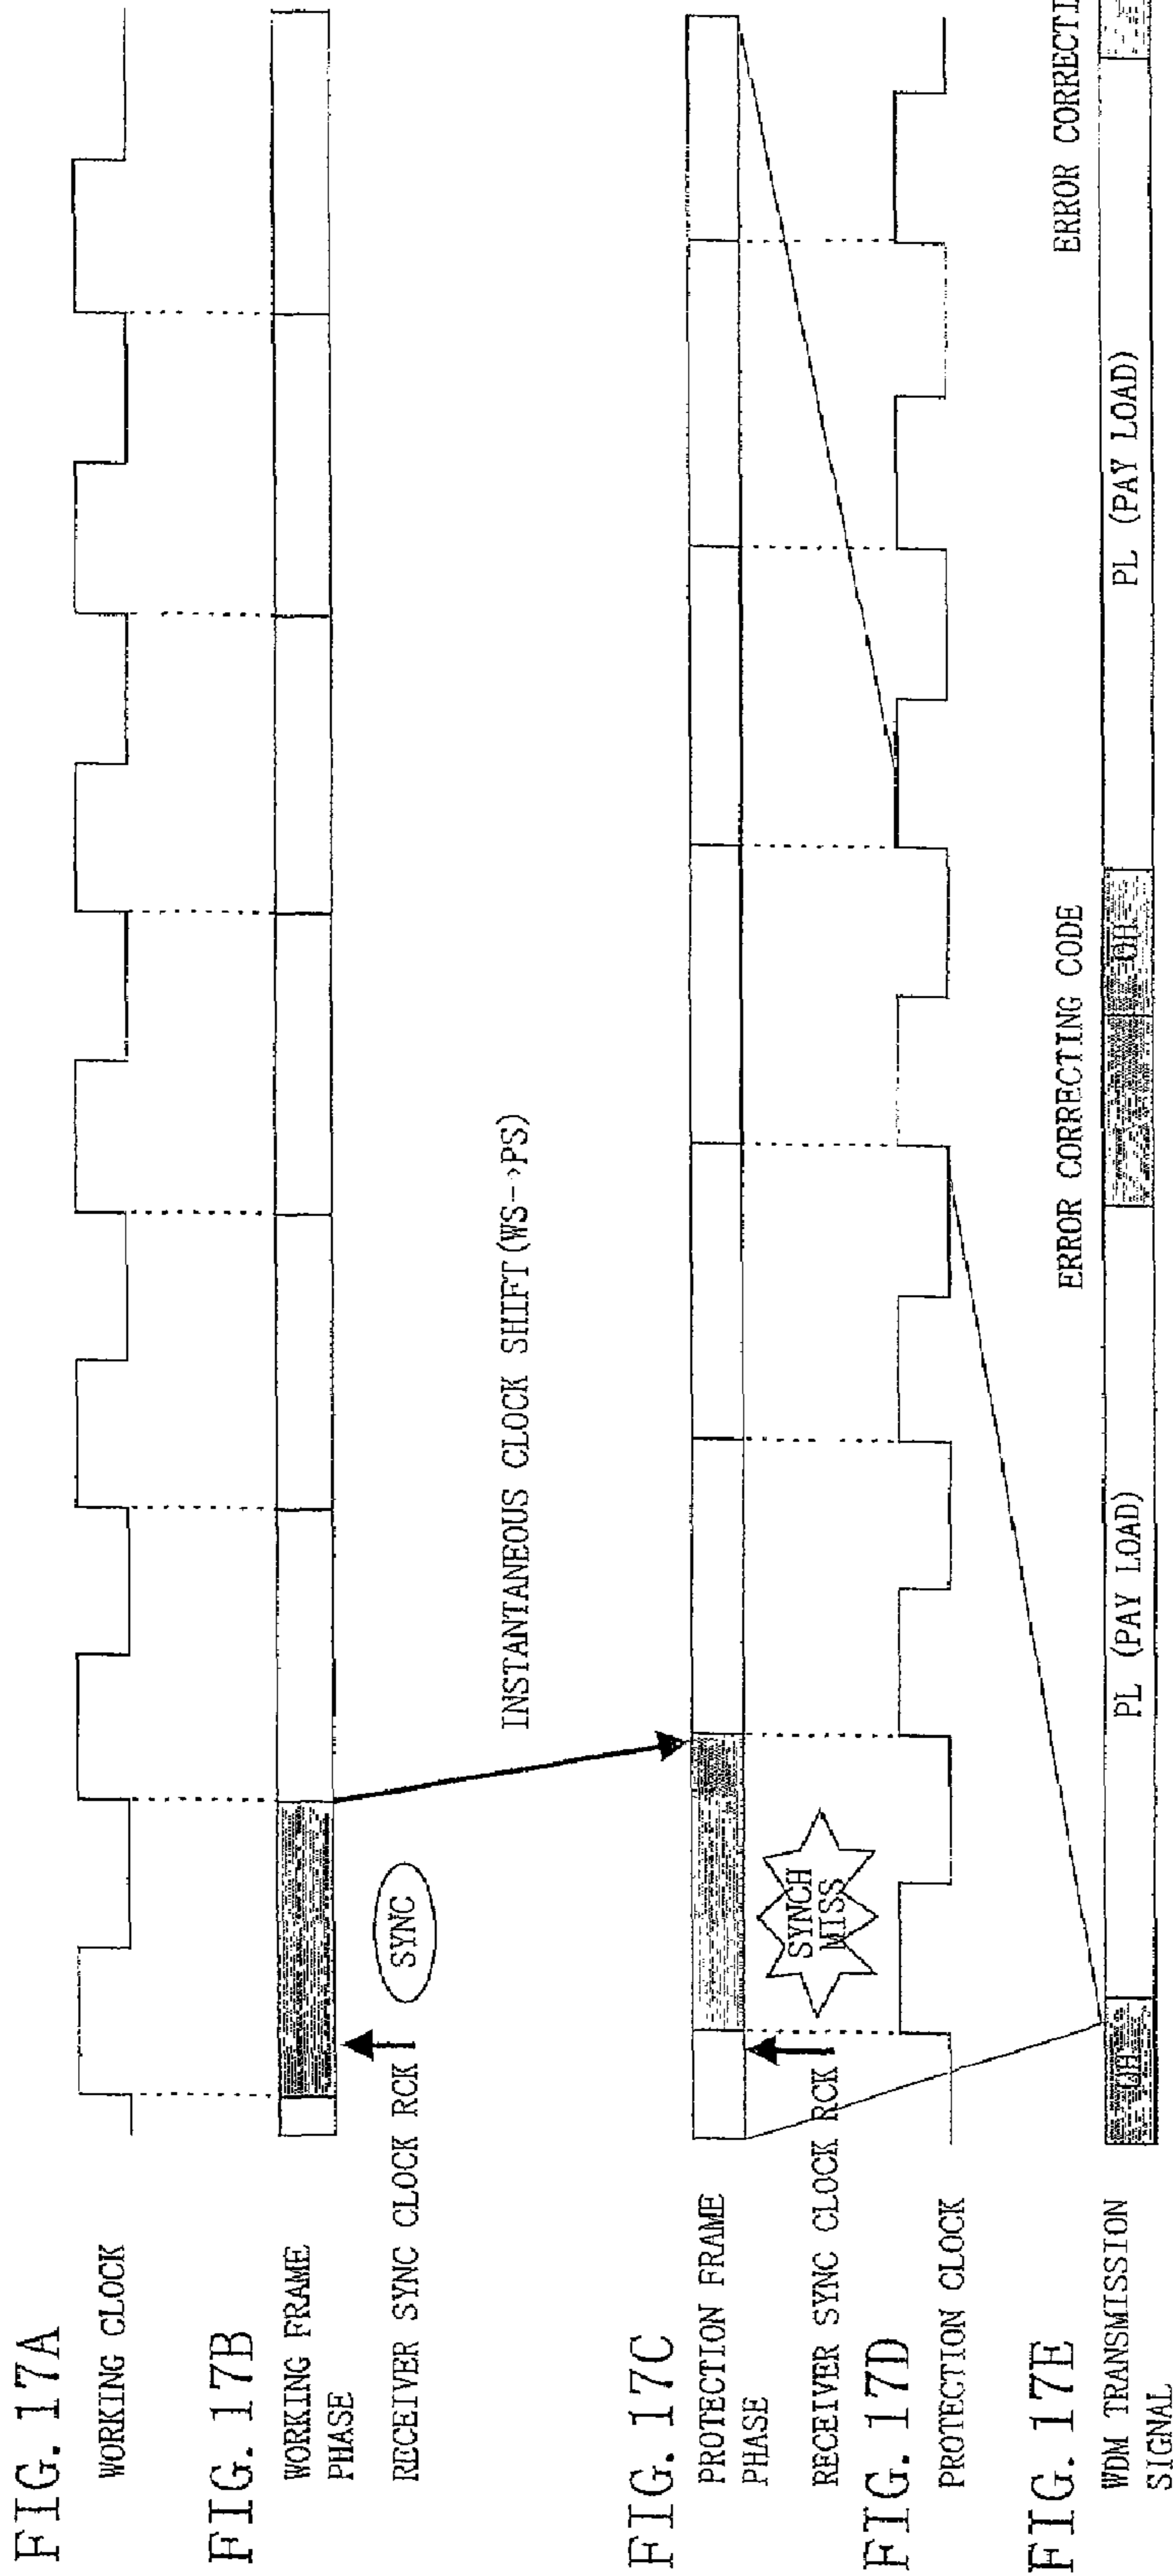 FIG. 17A
WORKING CLOCK
FIG. 17B
WORKING FRAME
PHASE
SYNC
RECEIVER SYNC CLOCK RCK
INSTANTANEOUS CLOCK SHIFT(WS-→PS)
FIG. 17C
PROTECTION FRAME
PHASE
SYNCH
MISS
RECEIVER SYNC CLOCK RCK
FIG. 17D
PROTECTION CLOCK
FIG. 17E
WDM TRANSMISSION
SIGNAL
OH
PL (PAY LOAD)
ERROR CORRECTING CODE
OH
PL (PAY LOAD)
ERROR CORRECTI